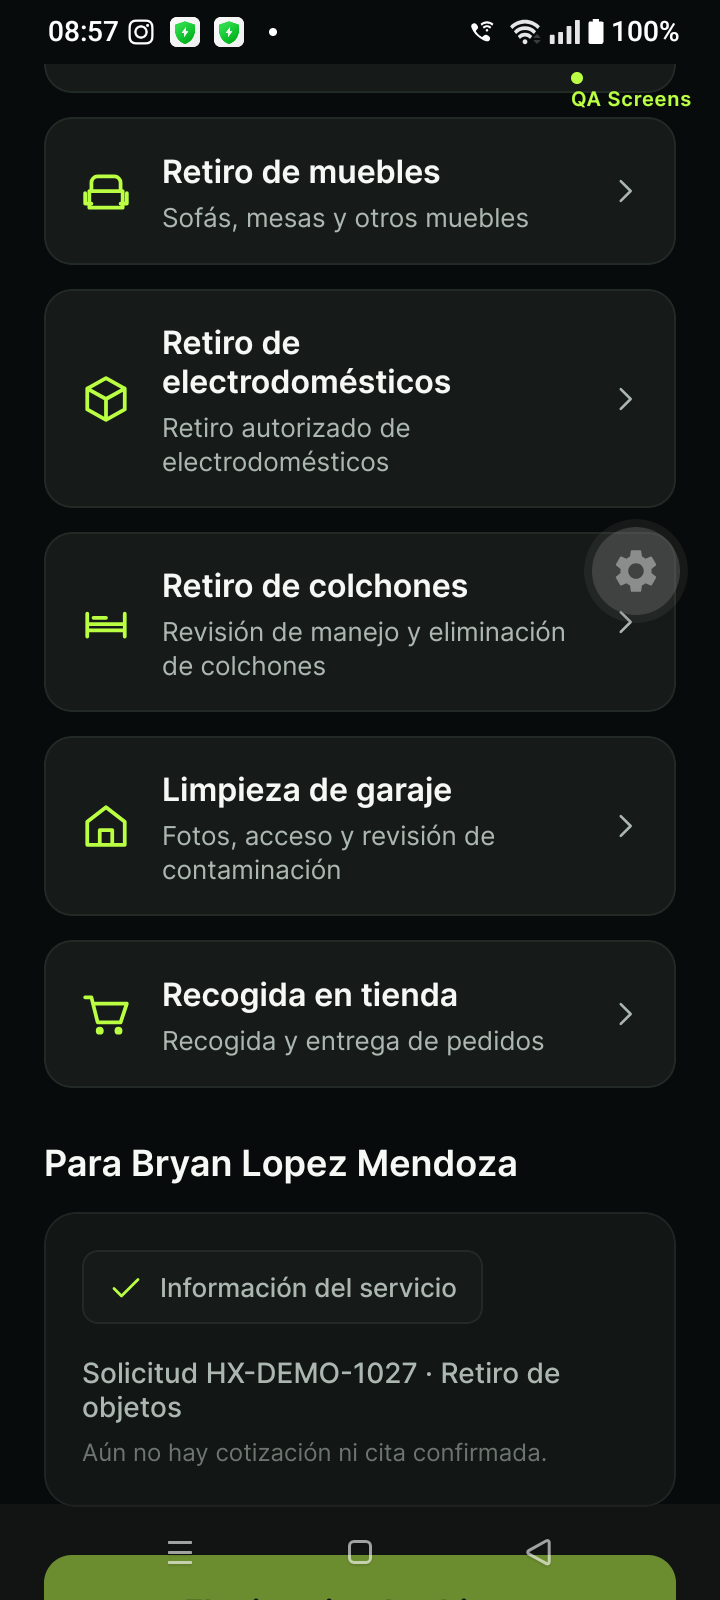 08:57
100%
QA Screens
Retiro de muebles
Sofás, mesas y otros muebles
Retiro de
electrodomésticos
Retiro autorizado de
electrodomésticos
Retiro de colchones
Revisión de manejo y eliminación
de colchones
Limpieza de garaje
Fotos, acceso y revisión de
contaminación
Recogida en tienda
Recogida y entrega de pedidos
Para Bryan Lopez Mendoza
Información del servicio
Solicitud HX-DEMO-1027 · Retiro de
objetos
Aún no hay cotización ni cita confirmada.